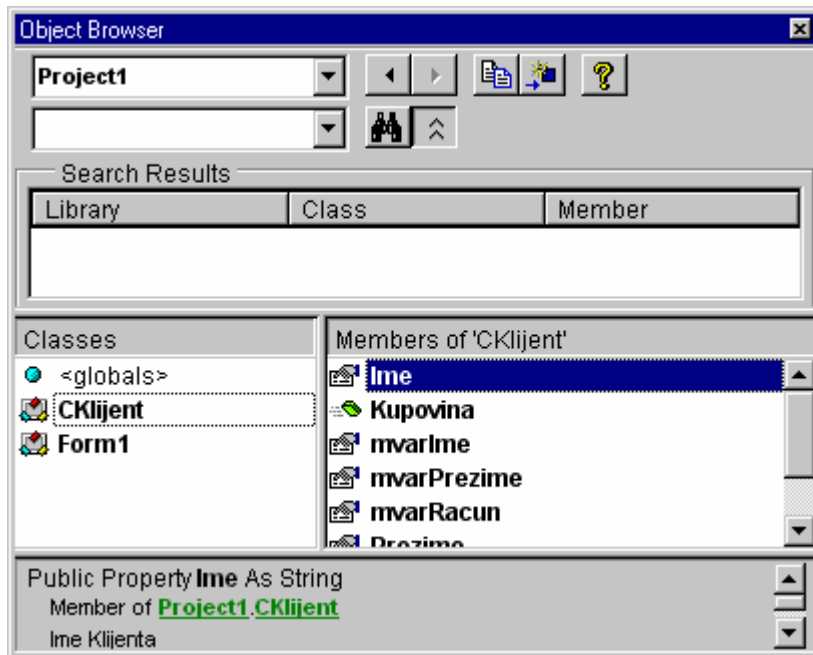 Object Browser
Project1
Search Results
Library Class Member
Classes
<globals>
CKlijent
Form1
Members of 'CKlijent'
Ime
Kupovina
mvarIme
mvarPrezime
mvarRacun
Prezime
Public Property Ime As String
Member of Project1.CKlijent
Ime Klijenta